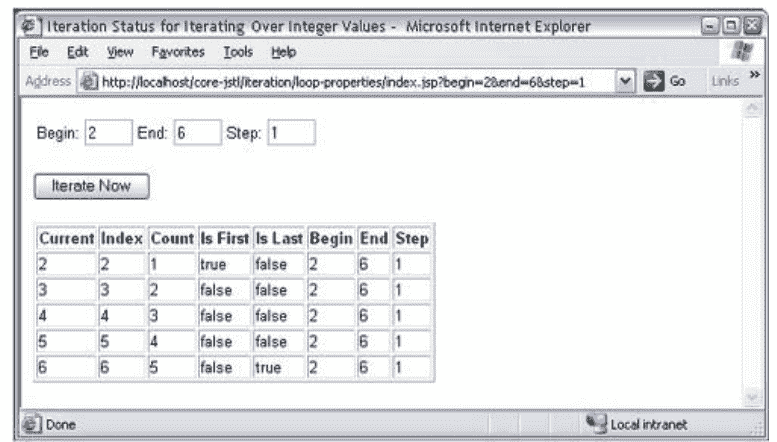 Iteration Status for Iterating Over Integer Values - Microsoft Internet Explorer
File Edit View Favorites Tools Help
Address http://localhost/core-jstl/iteration/loop-properties/index.jsp?begin=2&end=6&step=1 Go Links »
Begin: 2 End: 6 Step: 1
Iterate Now
Current Index Count Is First Is Last Begin End Step
2 2 1 true false 2 6 1
3 3 2 false false 2 6 1
4 4 3 false false 2 6 1
5 5 4 false false 2 6 1
6 6 5 false true 2 6 1
Done Local intranet